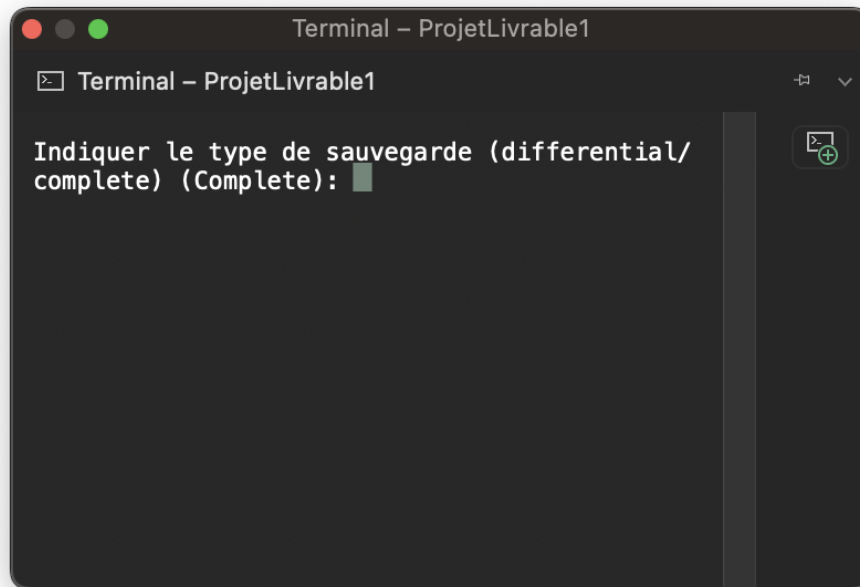 Terminal – ProjetLivrable1
Terminal – ProjetLivrable1
Indiquer le type de sauvegarde (differential/
complete) (Complete):